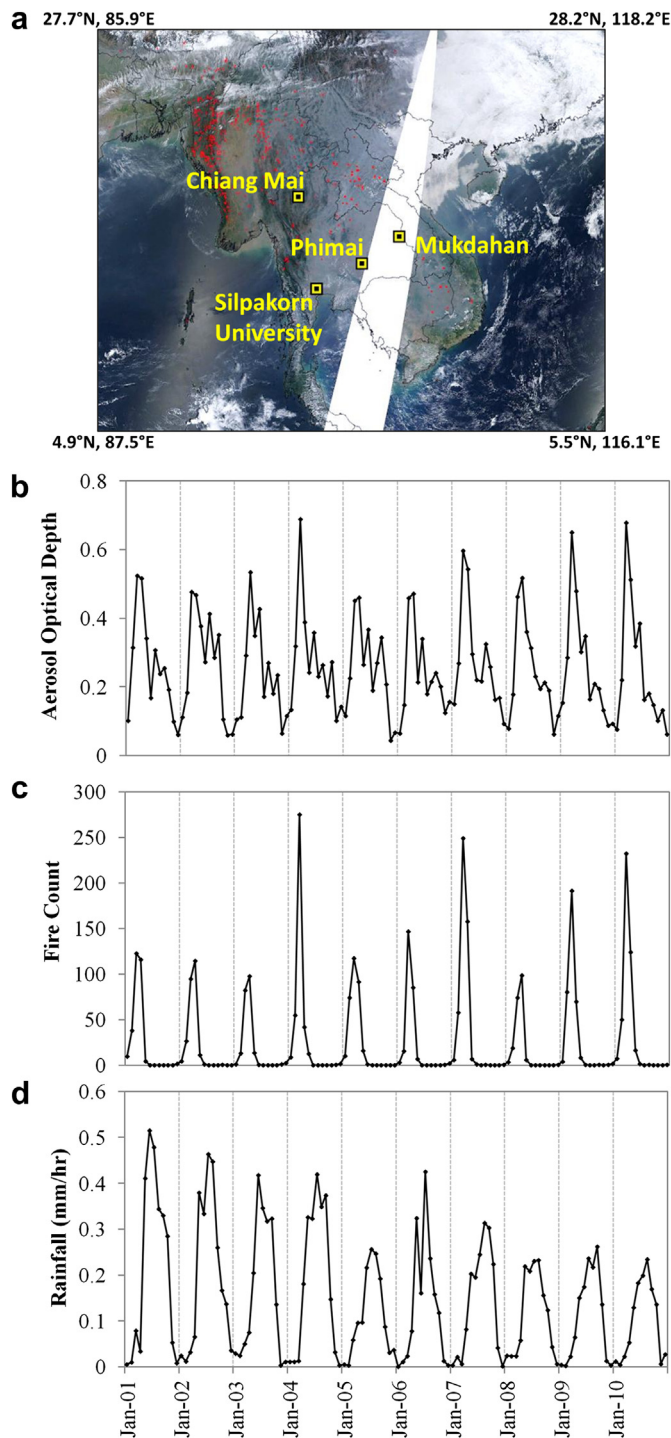 a
27.7°N, 85.9°E
28.2°N, 118.2°E
Chiang Mai
Phimai
Mukdahan
Silpakorn
University
4.9°N, 87.5°E
5.5°N, 116.1°E
b
Aerosol Optical Depth
0.8
0.6
0.4
0.2
0
c
Fire Count
300
250
200
150
100
50
0
d
Rainfall (mm/hr)
0.6
0.5
0.4
0.3
0.2
0.1
0
Jan-01
Jan-02
Jan-03
Jan-04
Jan-05
Jan-06
Jan-07
Jan-08
Jan-09
Jan-10